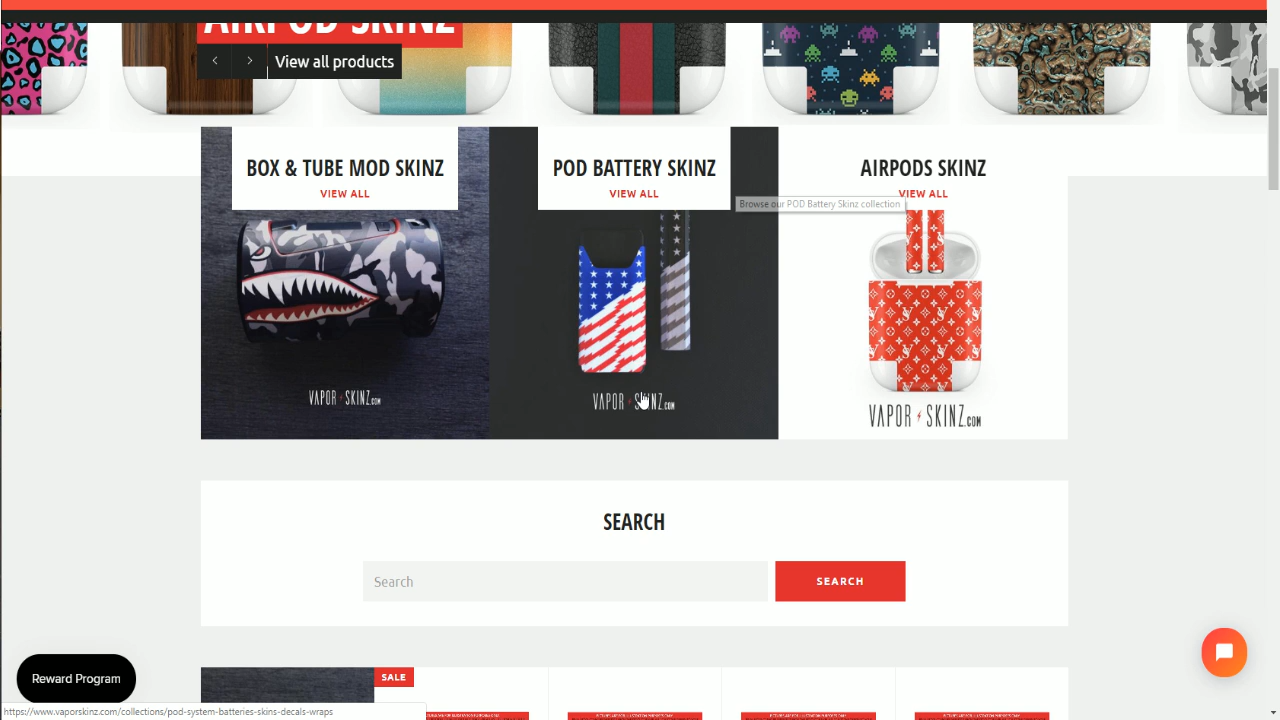 AIRPOD SKINZ
View all products
BOX & TUBE MOD SKINZ
VIEW ALL
POD BATTERY SKINZ
VIEW ALL
AIRPODS SKINZ
VIEW ALL
Browse our POD Battery Skinz collection
VAPOR SKINZ.COM
VAPOR SKINZ.COM
VAPOR SKINZ.COM
SEARCH
Search
SEARCH
SALE
Reward Program
https://www.vaporskinz.com/collections/pod-system-batteries-skins-decals-wraps